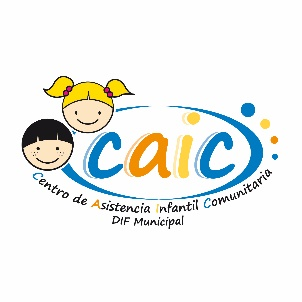 caic
Centro de Asistencia Infantil Comunitaria
DIF Municipal